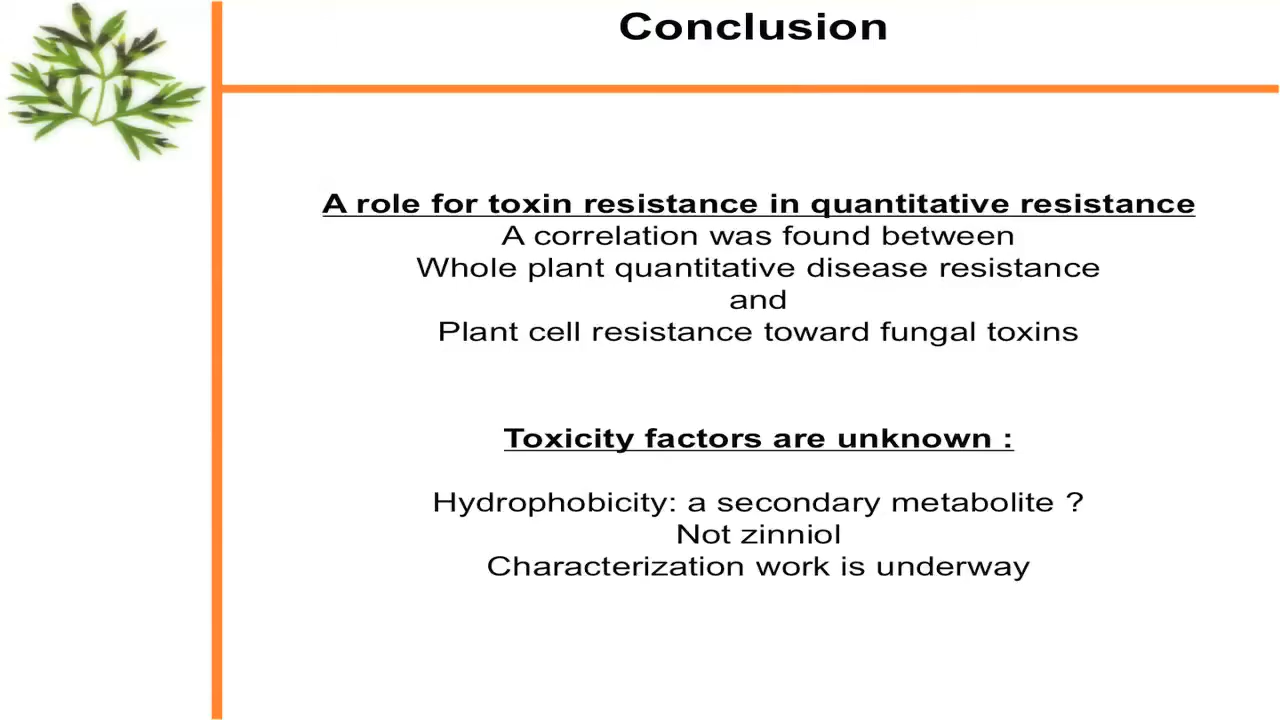 Conclusion
A role for toxin resistance in quantitative resistance
A correlation was found between
Whole plant quantitative disease resistance
and
Plant cell resistance toward fungal toxins
Toxicity factors are unknown :
Hydrophobicity: a secondary metabolite ?
Not zinniol
Characterization work is underway